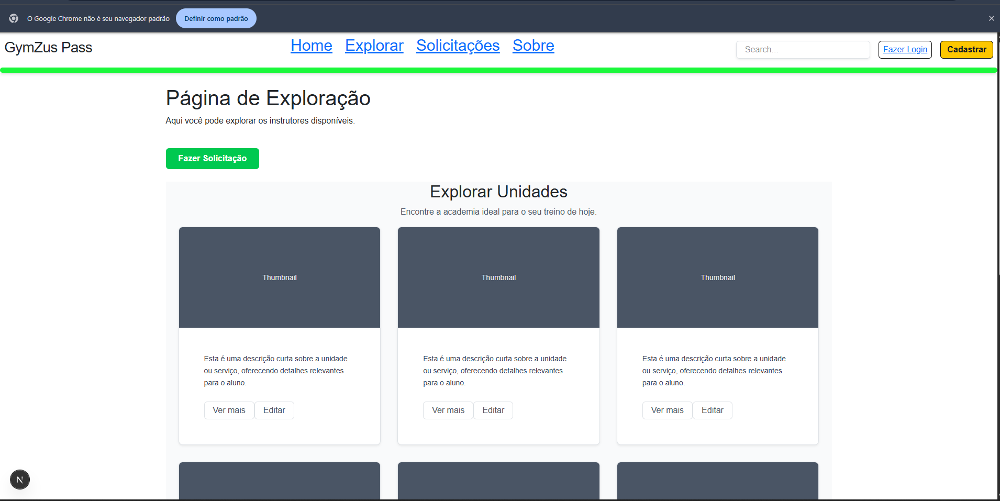 O Google Chrome não é seu navegador padrão
Definir como padrão
GymZus Pass
Home
Explorar
Solicitações
Sobre
Search...
Fazer Login
Cadastrar
Página de Exploração
Aqui você pode explorar os instrutores disponíveis.
Fazer Solicitação
Explorar Unidades
Encontre a academia ideal para o seu treino de hoje.
Thumbnail
Thumbnail
Thumbnail
Esta é uma descrição curta sobre a unidade
ou serviço, oferecendo detalhes relevantes
para o aluno.
Ver mais
Editar
Esta é uma descrição curta sobre a unidade
ou serviço, oferecendo detalhes relevantes
para o aluno.
Ver mais
Editar
Esta é uma descrição curta sobre a unidade
ou serviço, oferecendo detalhes relevantes
para o aluno.
Ver mais
Editar
N